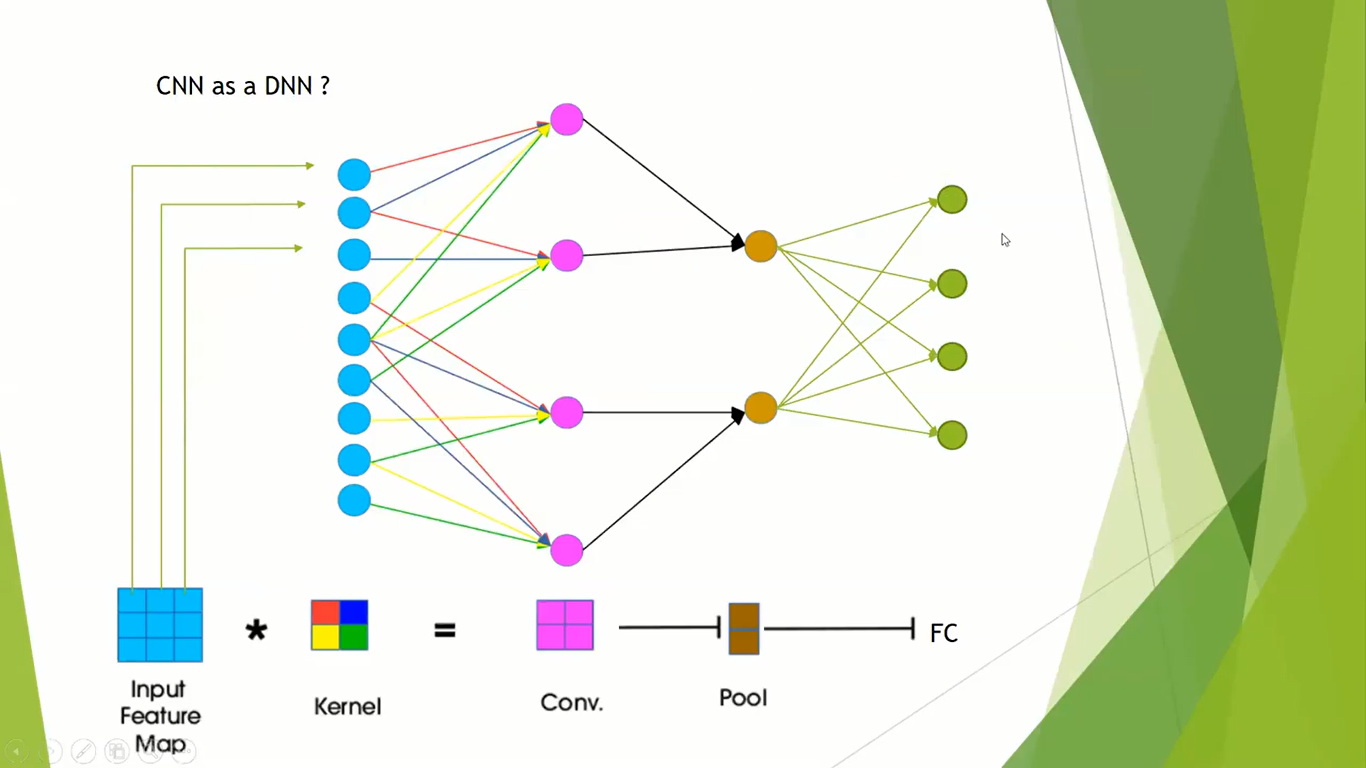 CNN as a DNN ?
*
=
FC
Input
Feature
Map
Kernel
Conv.
Pool